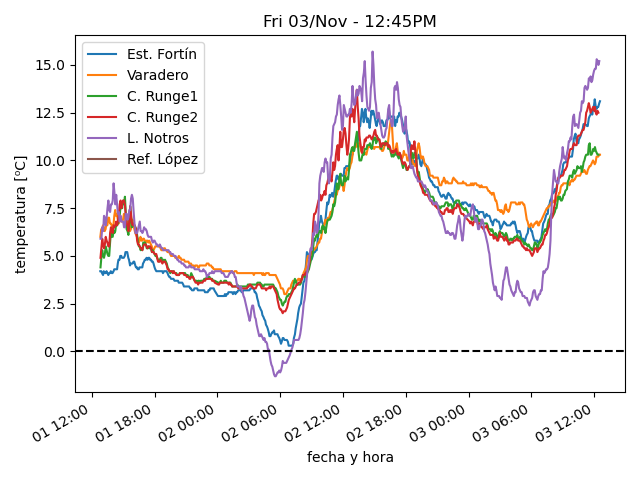 Fri 03/Nov - 12:45PM
Est. Fortín
Varadero
C. Runge1
C. Runge2
L. Notros
Ref. López
temperatura [ºC]
15.0
12.5
10.0
7.5
5.0
2.5
0.0
01 12:00
01 18:00
02 00:00
02 06:00
02 12:00
02 18:00
03 00:00
03 06:00
03 12:00
fecha y hora